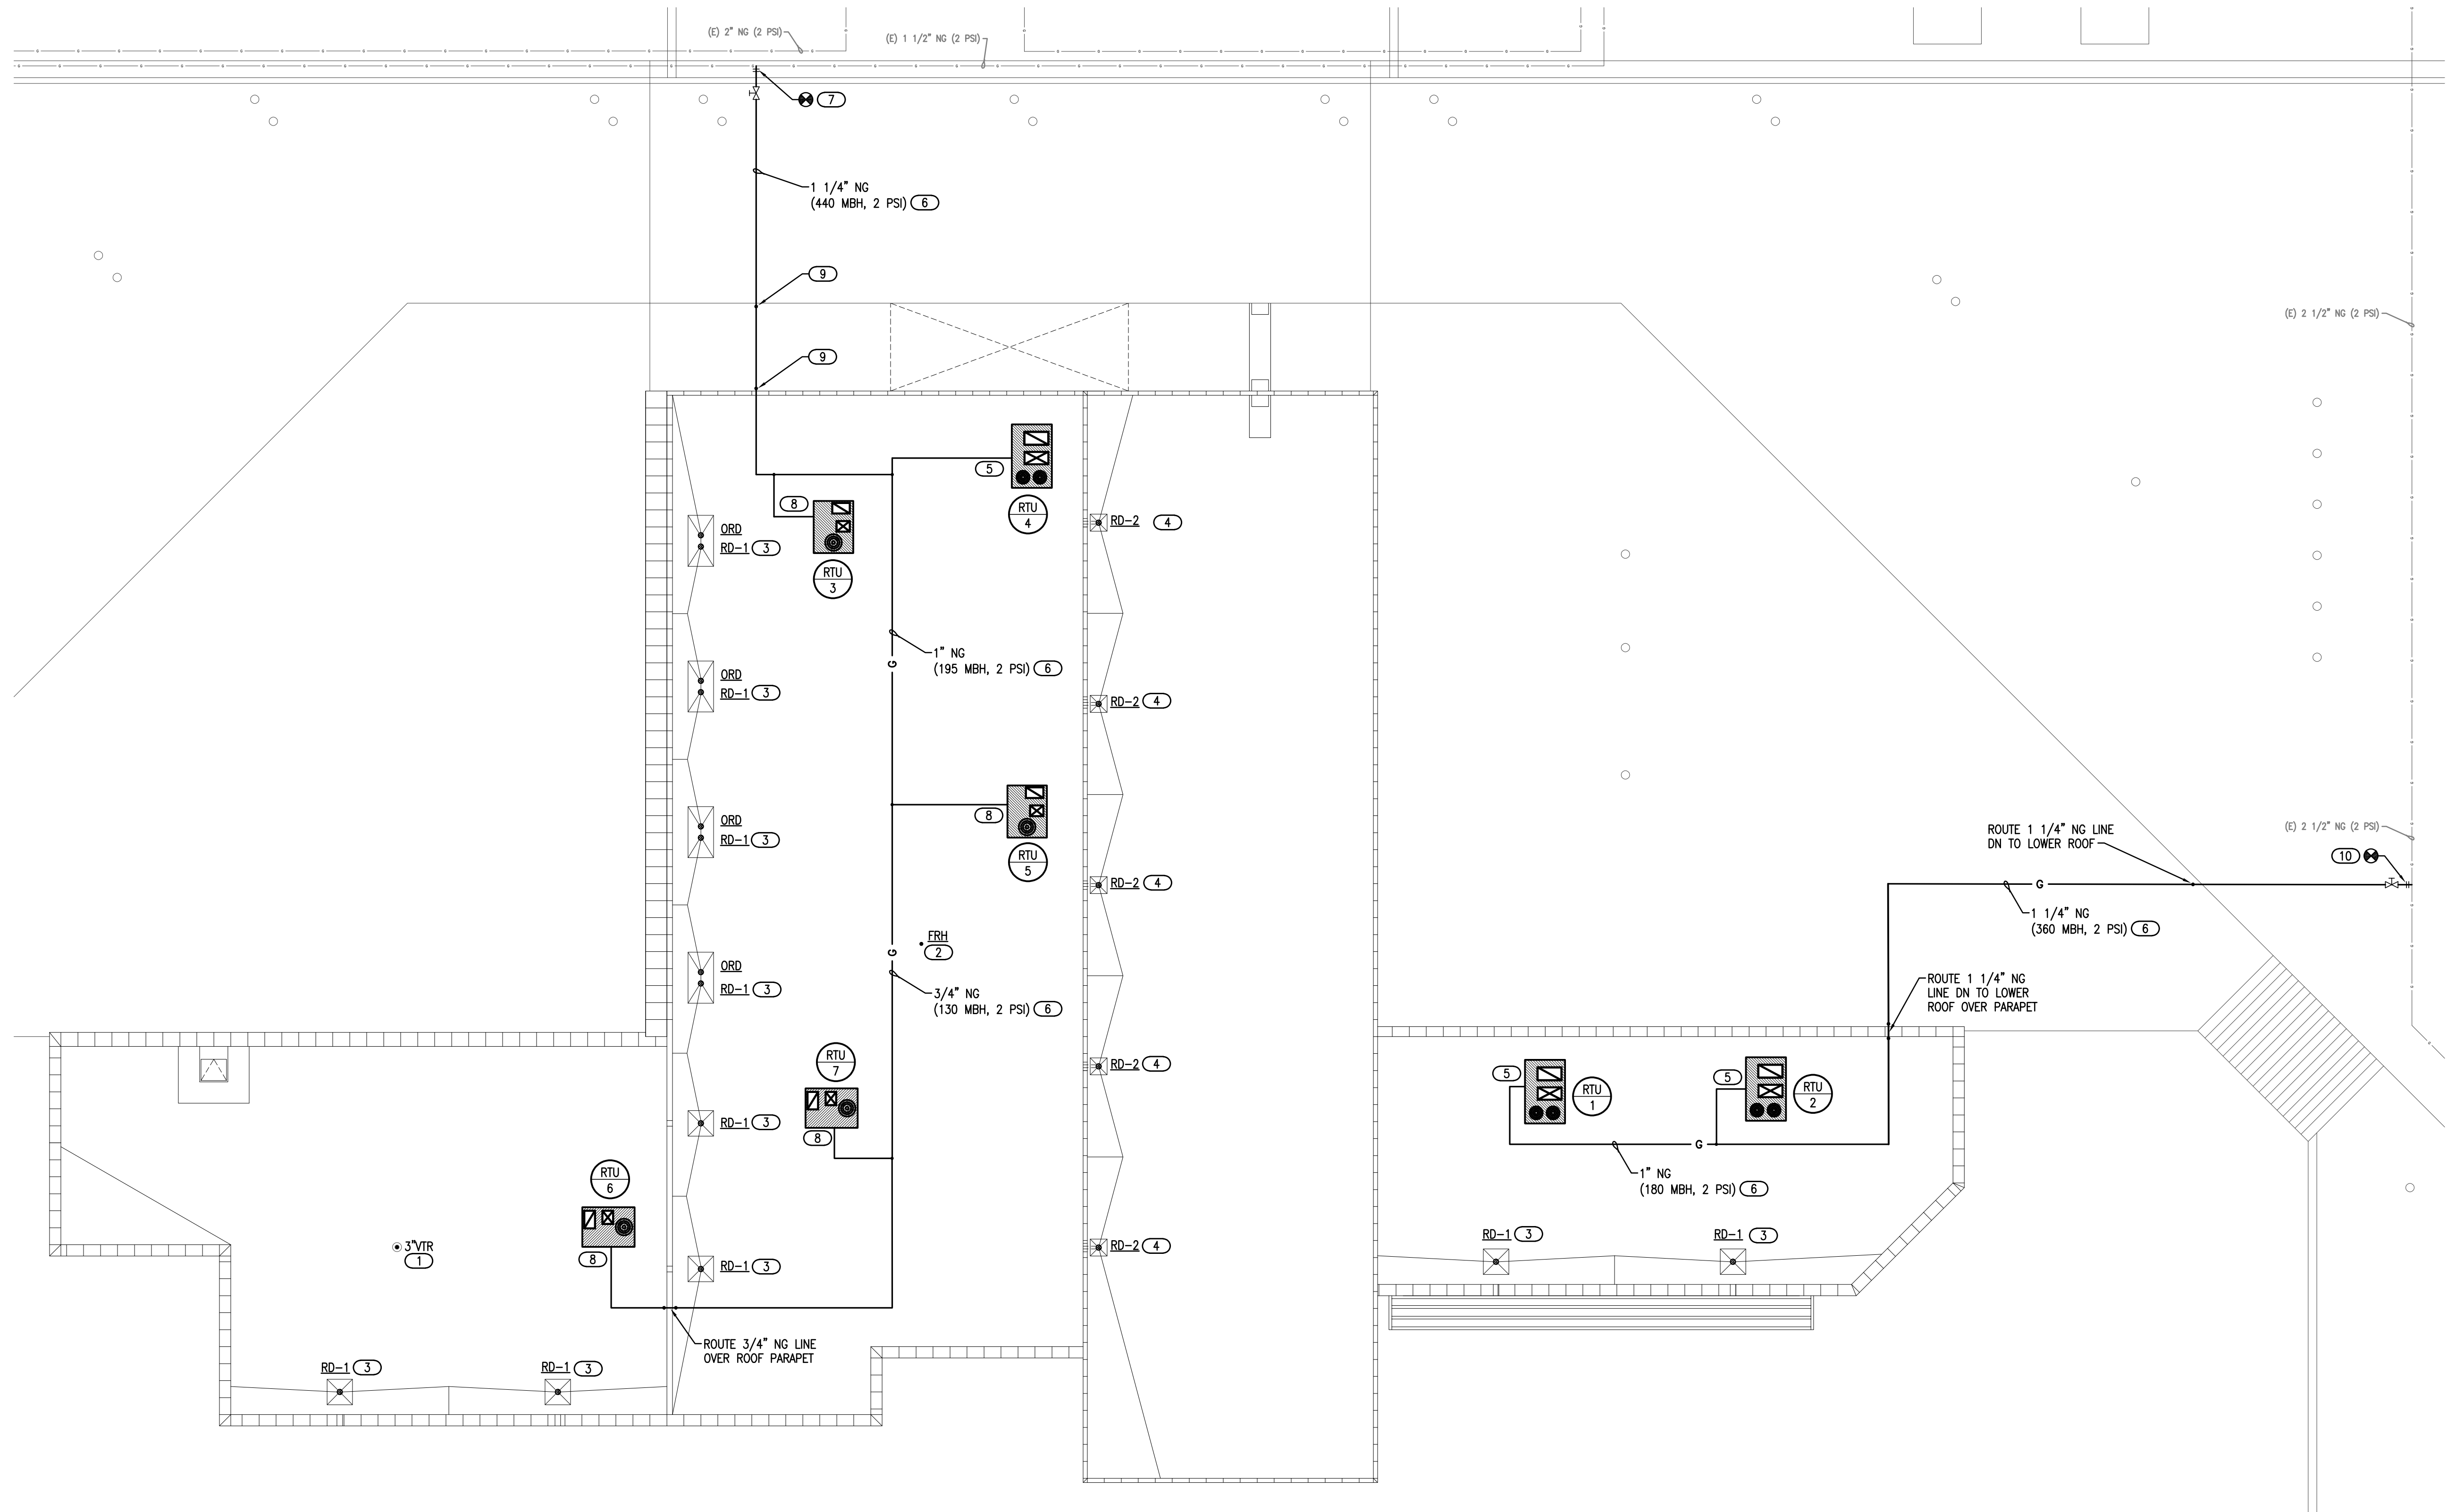 (E) 2" NG (2 PSI)
(E) 1 1/2" NG (2 PSI)
7
1 1/4" NG
(440 MBH, 2 PSI) 6
9
(E) 2 1/2" NG (2 PSI)
9
5
RTU
4
8
RTU
3
ORD
RD-1 3
RD-2 4
1" NG
(195 MBH, 2 PSI) 6
G
ORD
RD-1 3
RD-2 4
8
RTU
5
ORD
RD-1 3
RD-2 4
ROUTE 1 1/4" NG LINE
DN TO LOWER ROOF
(E) 2 1/2" NG (2 PSI)
10
G
1 1/4" NG
(360 MBH, 2 PSI) 6
FRH
2
G
3/4" NG
(130 MBH, 2 PSI) 6
ORD
RD-1 3
ROUTE 1 1/4" NG
LINE DN TO LOWER
ROOF OVER PARAPET
RTU
7
8
RD-2 4
5
RTU
1
5
RTU
2
RD-1 3
G
1" NG
(180 MBH, 2 PSI) 6
RTU
6
8
3"VTR
1
RD-1 3
RD-2 4
RD-1 3
RD-1 3
ROUTE 3/4" NG LINE
OVER ROOF PARAPET
RD-1 3
RD-1 3